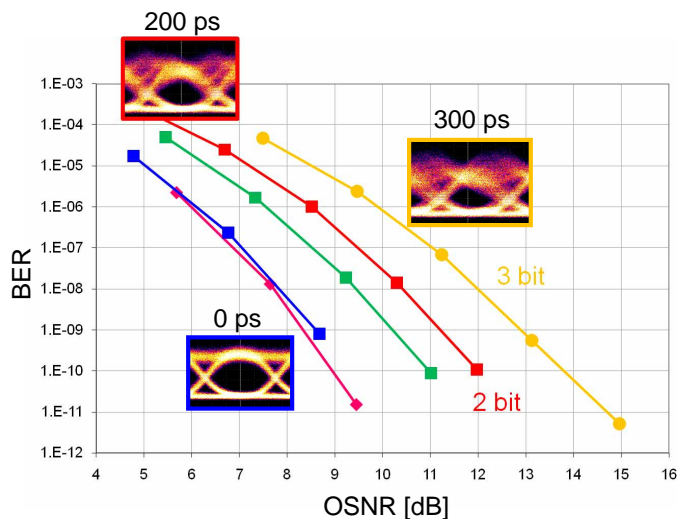 200 ps
1.E-03
1.E-04
300 ps
1.E-05
1.E-06
BER
1.E-07
3 bit
1.E-08
0 ps
1.E-09
1.E-10
2 bit
1.E-11
1.E-12
4 5 6 7 8 9 10 11 12 13 14 15 16
OSNR [dB]